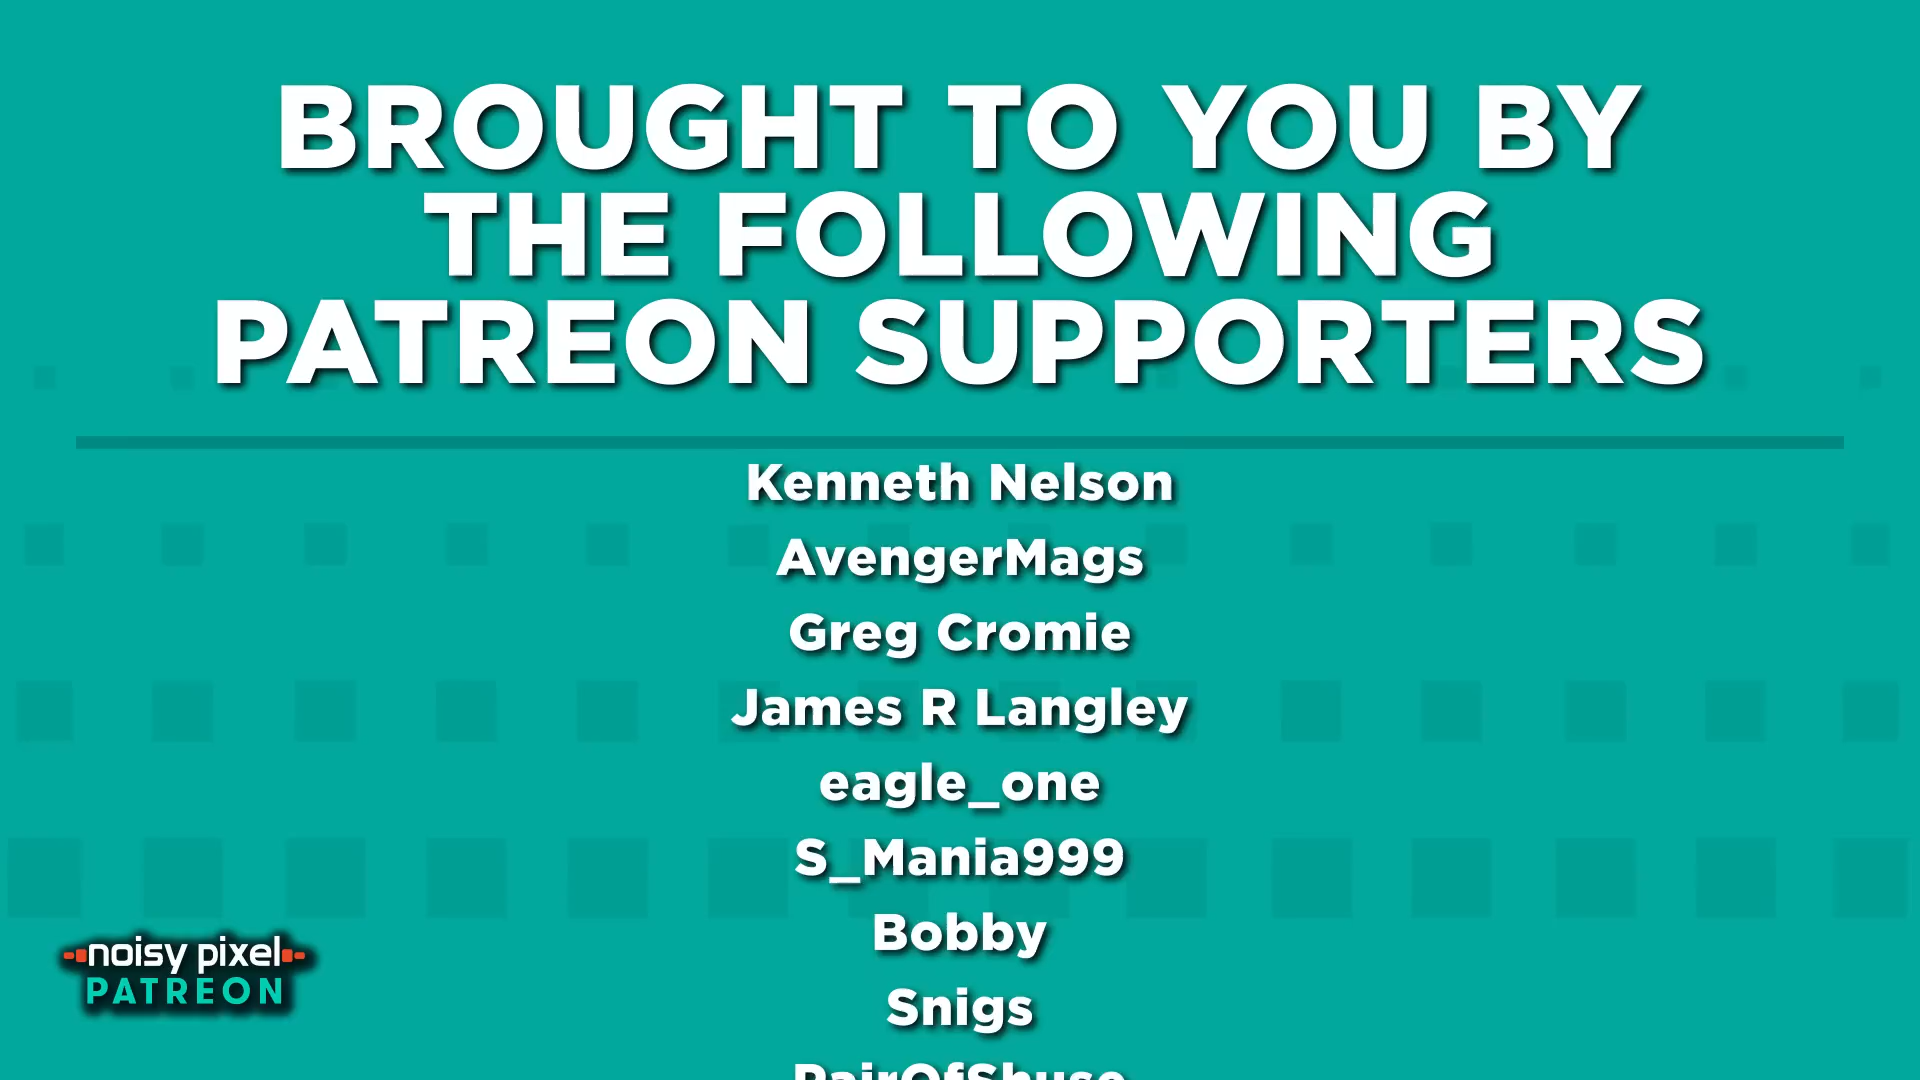 BROUGHT TO YOU BY
THE FOLLOWING
PATREON SUPPORTERS
Kenneth Nelson
AvengerMags
Greg Cromie
James R Langley
eagle_one
S_Mania999
Bobby
Snigs
noisy pixel
PATREON